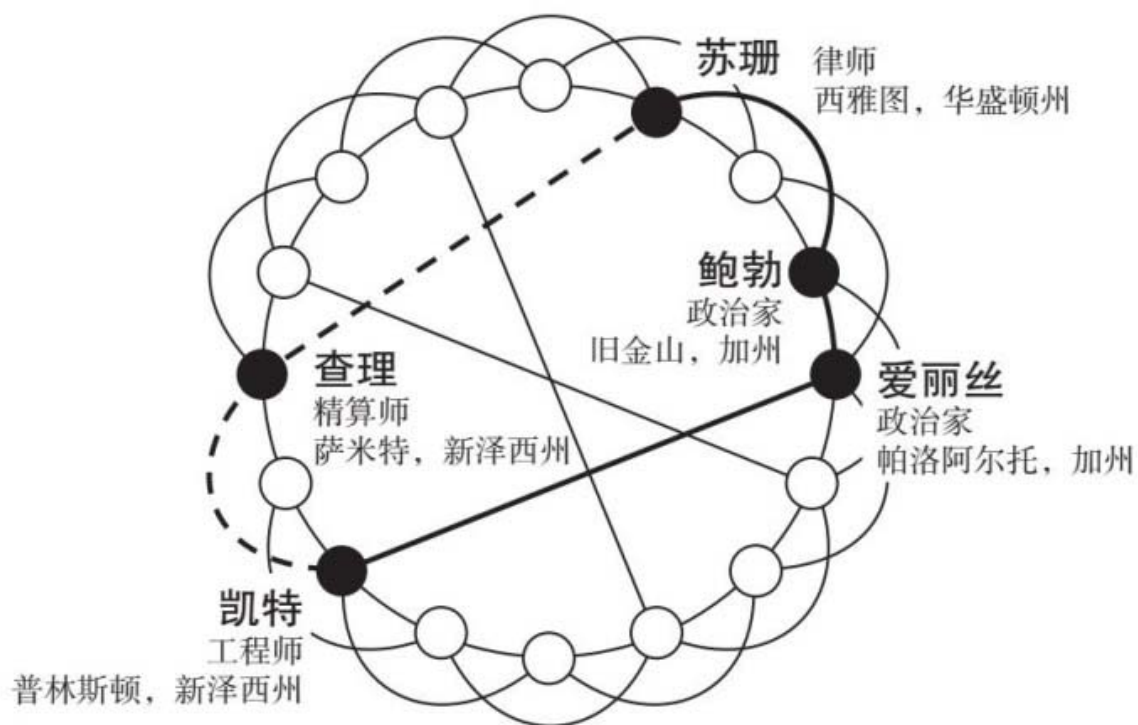 苏珊 律师
西雅图，华盛顿州
鲍勃
政治家
旧金山，加州
爱丽丝
政治家
帕洛阿尔托，加州
查理
精算师
萨米特，新泽西州
凯特
工程师
普林斯顿，新泽西州